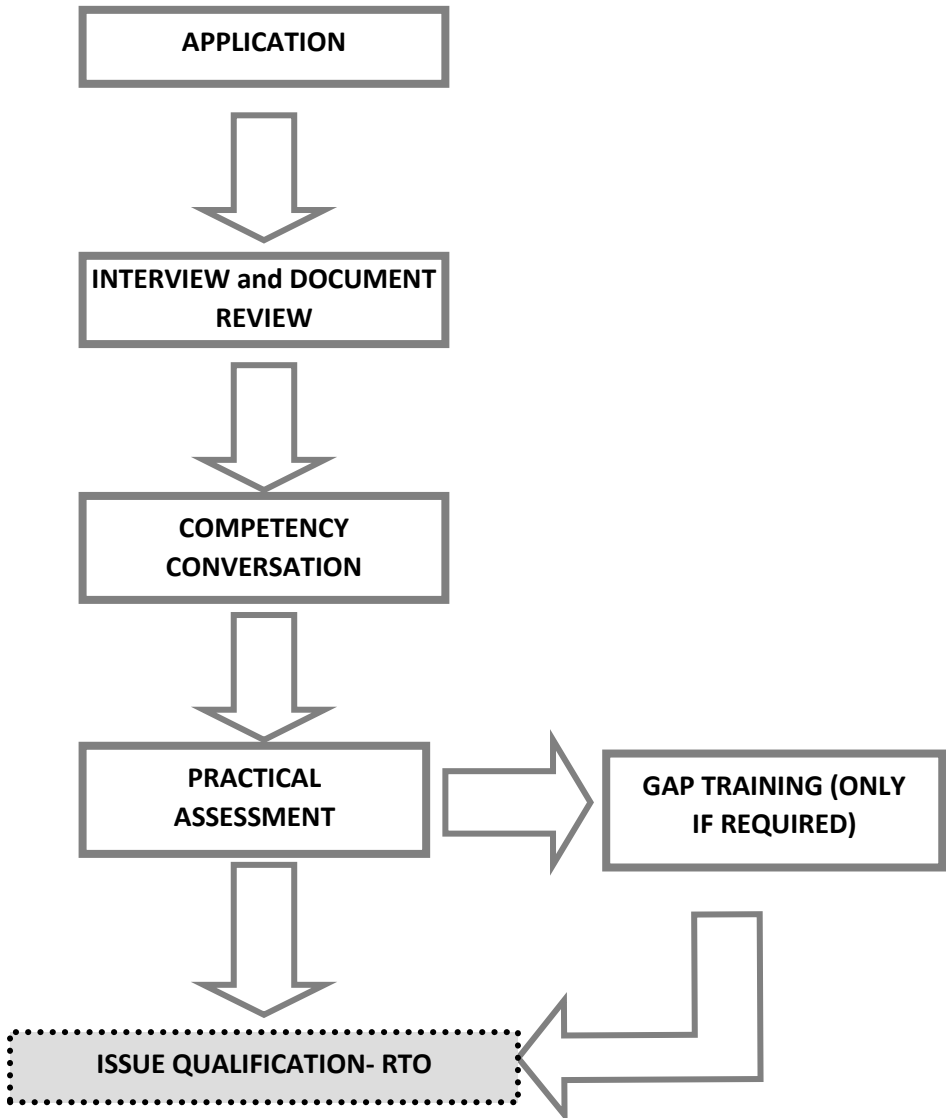 APPLICATION
INTERVIEW and DOCUMENT
REVIEW
COMPETENCY
CONVERSATION
PRACTICAL
ASSESSMENT
GAP TRAINING (ONLY
IF REQUIRED)
ISSUE QUALIFICATION- RTO